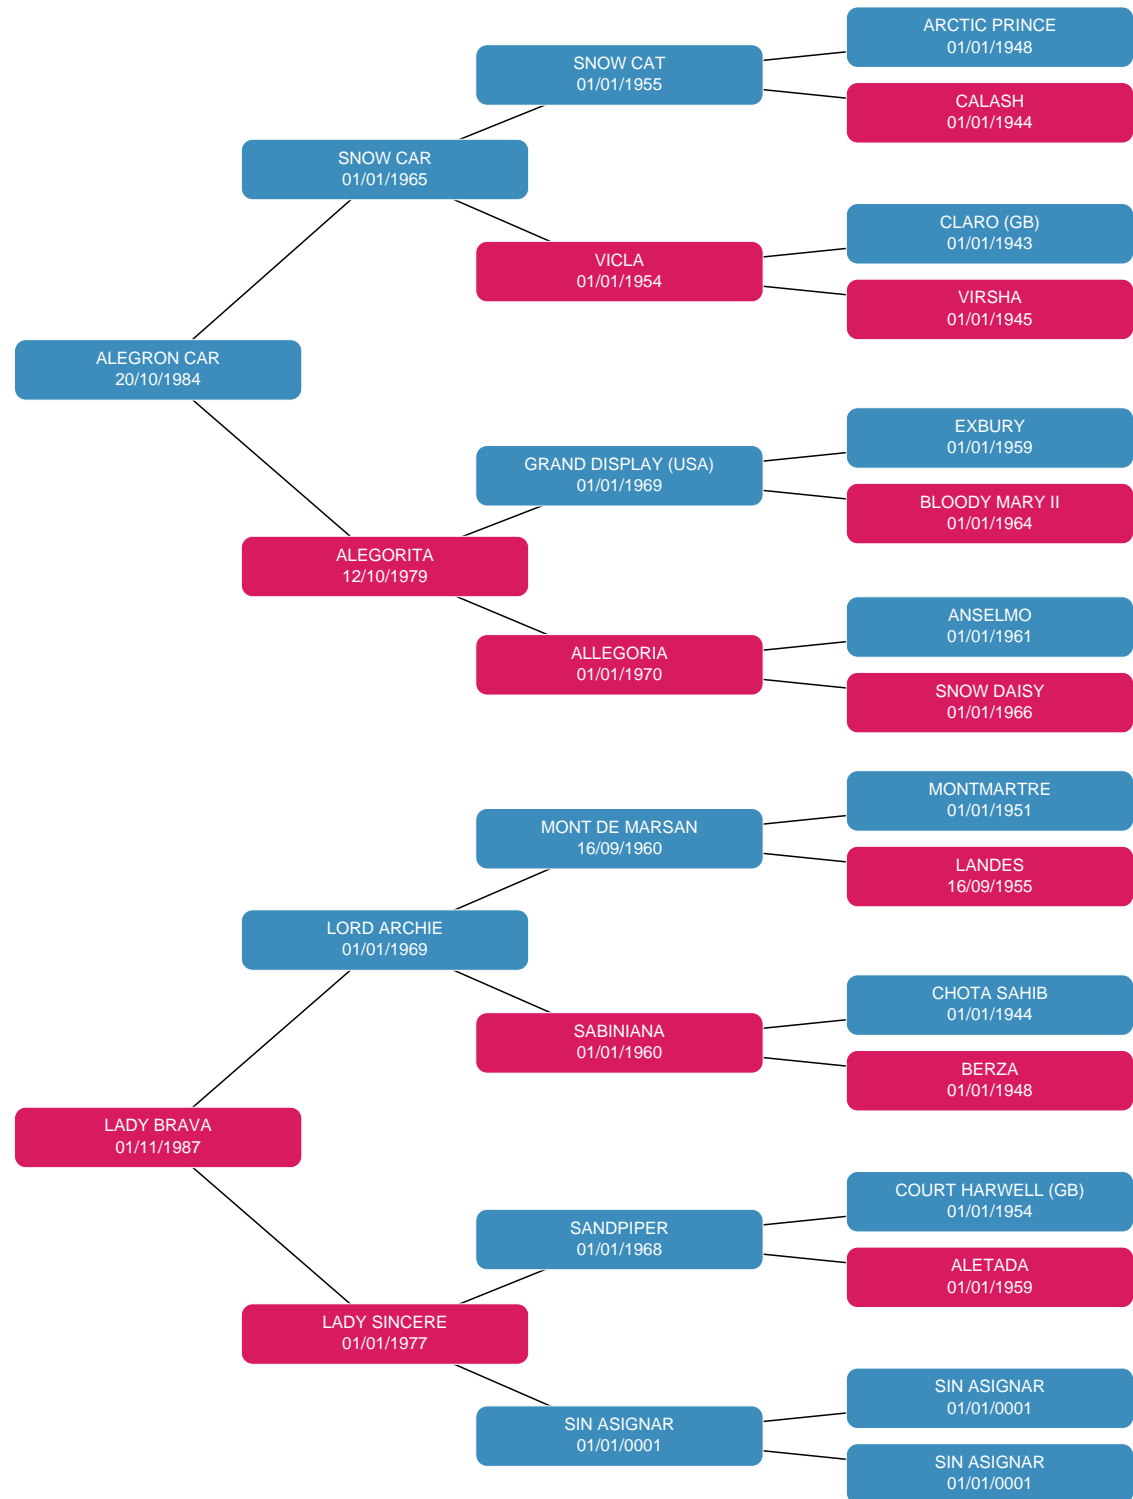 ARCTIC PRINCE
01/01/1948
SNOW CAT
01/01/1955
CALASH
01/01/1944
SNOW CAR
01/01/1965
CLARO (GB)
01/01/1943
VICLA
01/01/1954
VIRSHA
01/01/1945
ALEGRON CAR
20/10/1984
EXBURY
01/01/1959
GRAND DISPLAY (USA)
01/01/1969
BLOODY MARY II
01/01/1964
ALEGORITA
12/10/1979
ANSELMO
01/01/1961
ALLEGORIA
01/01/1970
SNOW DAISY
01/01/1966
MONTMARTRE
01/01/1951
MONT DE MARSAN
16/09/1960
LANDES
16/09/1955
LORD ARCHIE
01/01/1969
CHOTA SAHIB
01/01/1944
SABINIANA
01/01/1960
BERZA
01/01/1948
LADY BRAVA
01/11/1987
COURT HARWELL (GB)
01/01/1954
SANDPIPER
01/01/1968
ALETADA
01/01/1959
LADY SINCERE
01/01/1977
SIN ASIGNAR
01/01/0001
SIN ASIGNAR
01/01/0001
SIN ASIGNAR
01/01/0001